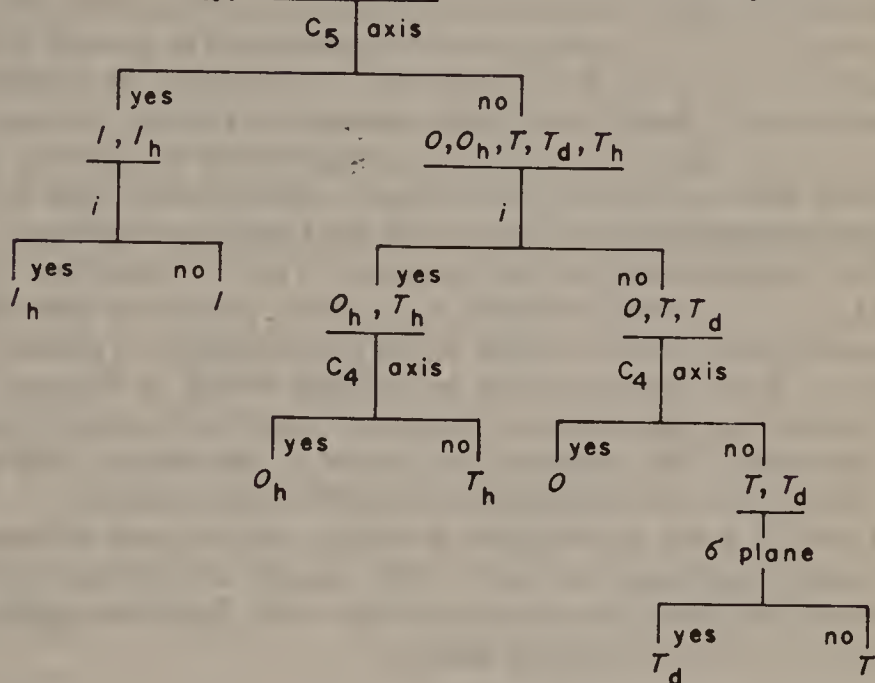 C5 axis
yes no
I, Ih O, Oh, T, Td, Th
i i
yes no yes no
Ih I Oh, Th O, T, Td
C4 axis C4 axis
yes no yes no
Oh Th O T, Td
σ plane
yes no
Td T